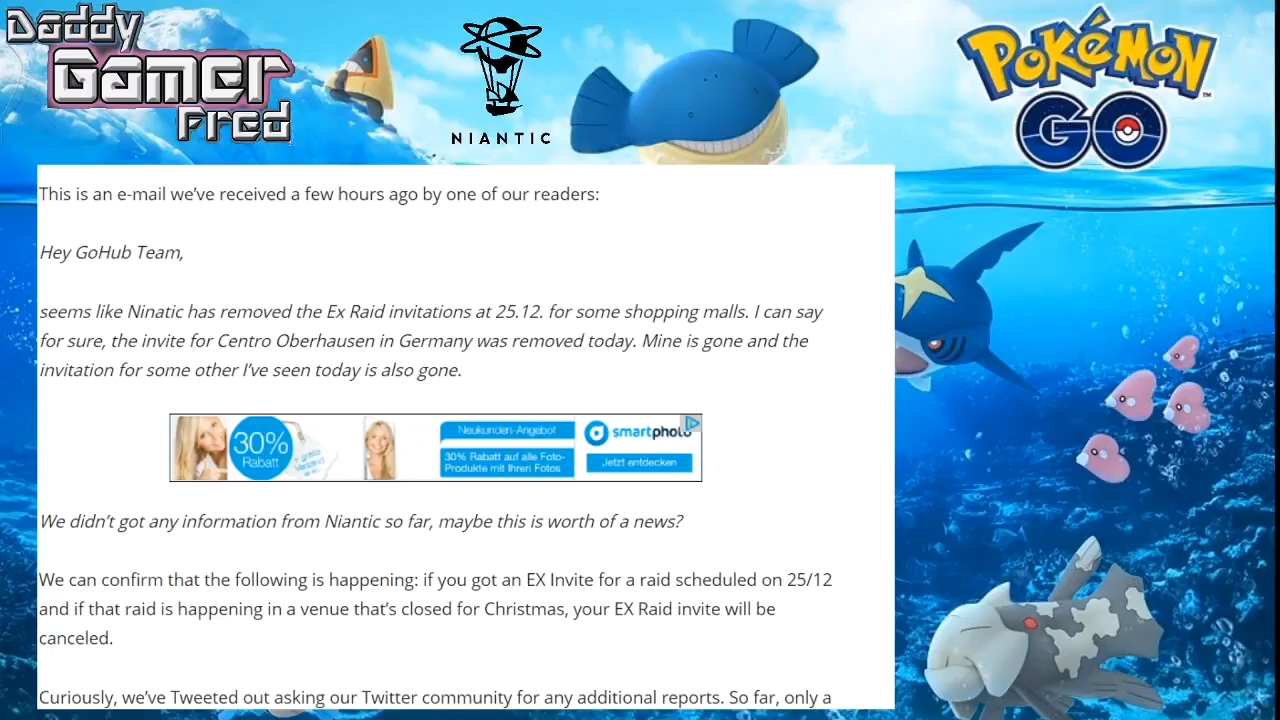 Daddy
Gamer
Fred
NIANTIC
POKéMON
GO
This is an e-mail we've received a few hours ago by one of our readers:
Hey GoHub Team,
seems like Ninatic has removed the Ex Raid invitations at 25.12. for some shopping malls. I can say
for sure, the invite for Centro Oberhausen in Germany was removed today. Mine is gone and the
invitation for some other I've seen today is also gone.
30%
Rabatt
Neukunden-Angebot
30% Rabatt auf alle Foto-
Produkte mit Ihren Fotos
smartphoto
Jetzt entdecken
We didn't got any information from Niantic so far, maybe this is worth of a news?
We can confirm that the following is happening: if you got an EX Invite for a raid scheduled on 25/12
and if that raid is happening in a venue that's closed for Christmas, your EX Raid invite will be
canceled.
Curiously, we've Tweeted out asking our Twitter community for any additional reports. So far, only a